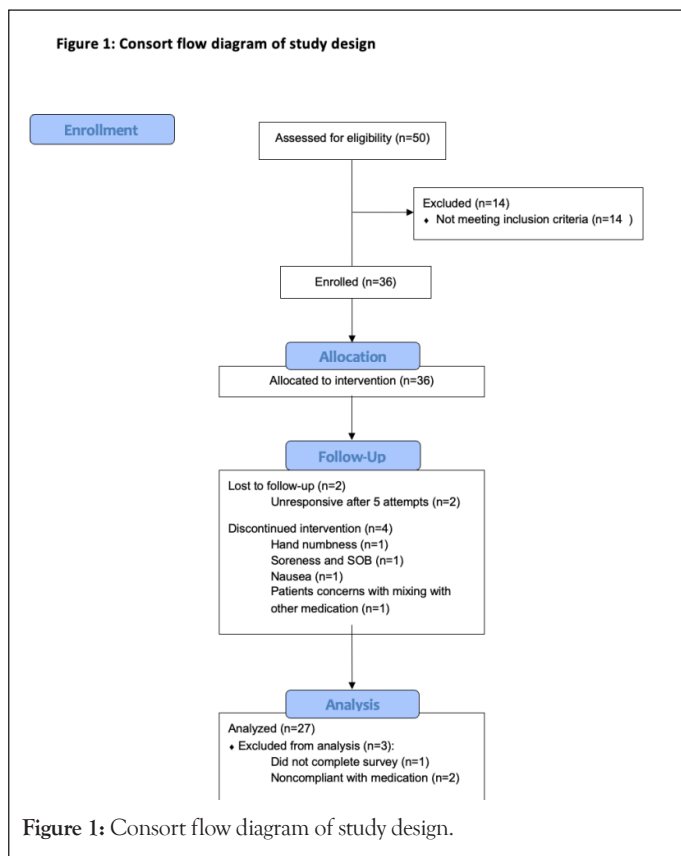 Figure 1: Consort flow diagram of study design
Enrollment
Assessed for eligibility (n=50)
Excluded (n=14)
⬧ Not meeting inclusion criteria (n=14 )
Enrolled (n=36)
Allocation
Allocated to intervention (n=36)
Follow-Up
Lost to follow-up (n=2)
Unresponsive after 5 attempts (n=2)
Discontinued intervention (n=4)
Hand numbness (n=1)
Soreness and SOB (n=1)
Nausea (n=1)
Patients concerns with mixing with
other medication (n=1)
Analysis
Analyzed (n=27)
⬧ Excluded from analysis (n=3):
Did not complete survey (n=1)
Noncompliant with medication (n=2)
Figure 1: Consort flow diagram of study design.